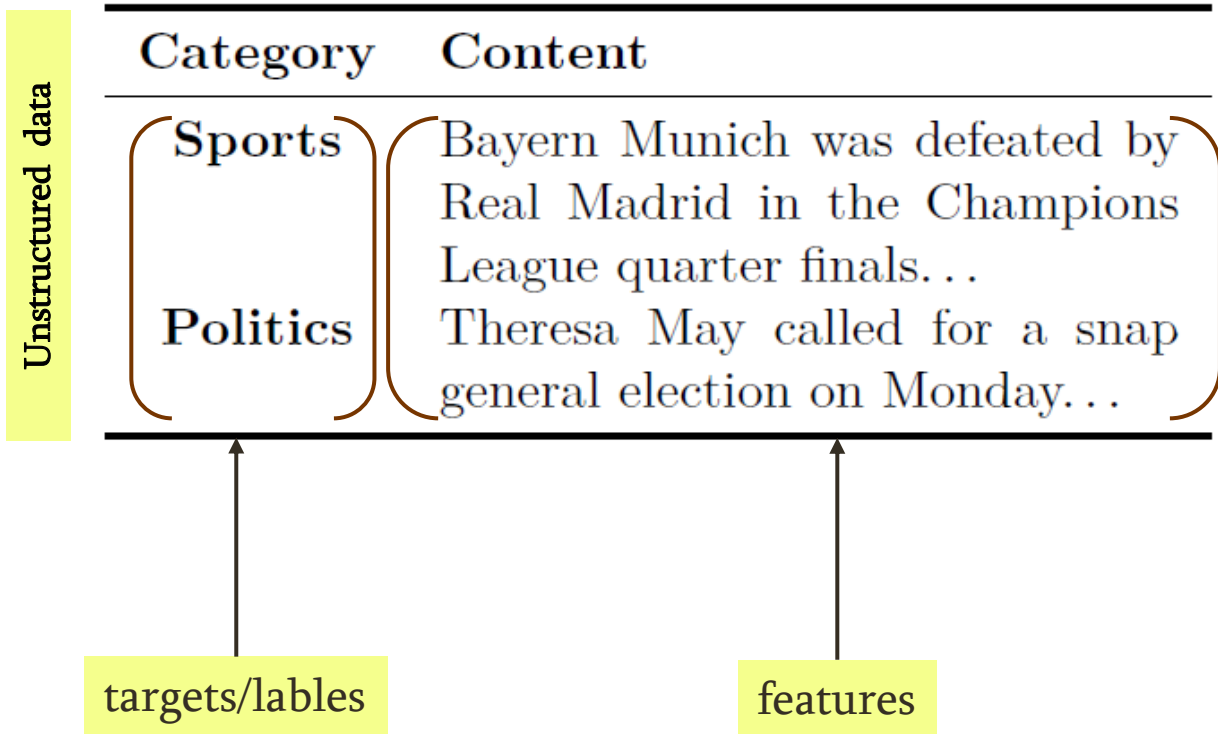 Unstructured data
Category Content
Sports Bayern Munich was defeated by
Real Madrid in the Champions
League quarter finals...
Politics Theresa May called for a snap
general election on Monday...
targets/lables features